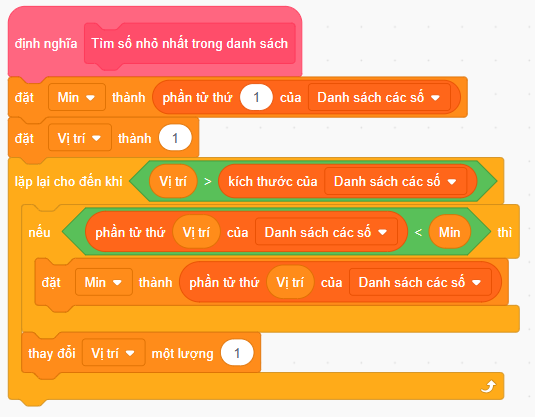 định nghĩa Tìm số nhỏ nhất trong danh sách
đặt Min thành phần tử thứ 1 của Danh sách các số
đặt Vị trí thành 1
lặp lại cho đến khi Vị trí > kích thước của Danh sách các số
nếu phần tử thứ Vị trí của Danh sách các số < Min thì
đặt Min thành phần tử thứ Vị trí của Danh sách các số
thay đổi Vị trí một lượng 1